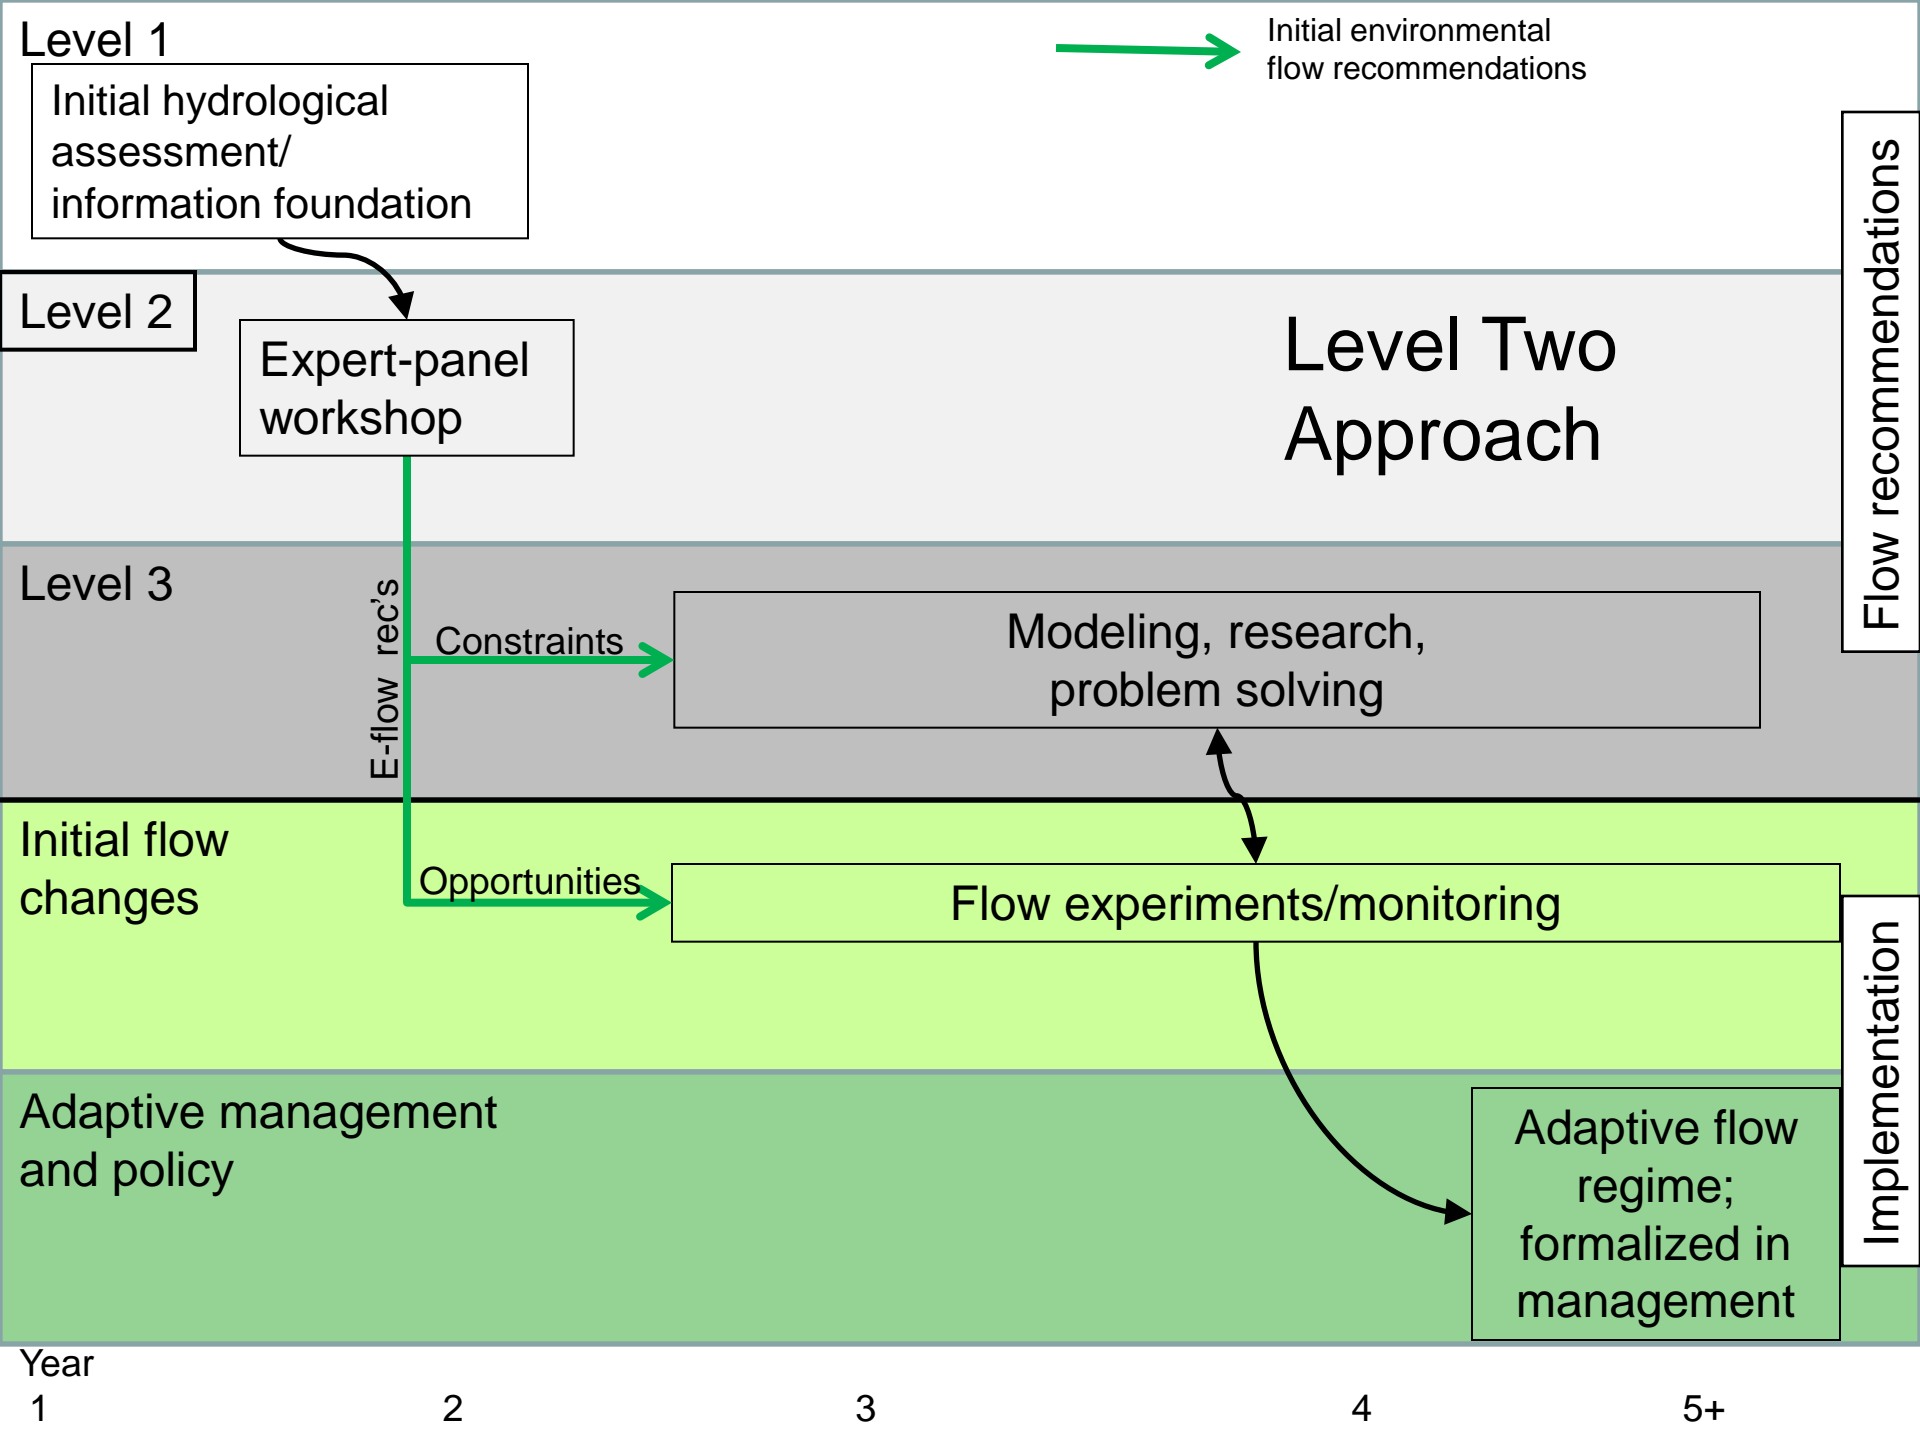 Level 1
Initial environmental
flow recommendations
Initial hydrological
assessment/
information foundation
Flow recommendations
Level 2
Expert-panel
workshop
Level Two
Approach
Level 3
E-flow rec’s
Constraints
Modeling, research,
problem solving
Initial flow
changes
Opportunities
Flow experiments/monitoring
Implementation
Adaptive management
and policy
Adaptive flow
regime;
formalized in
management
Year
1 2 3 4 5+